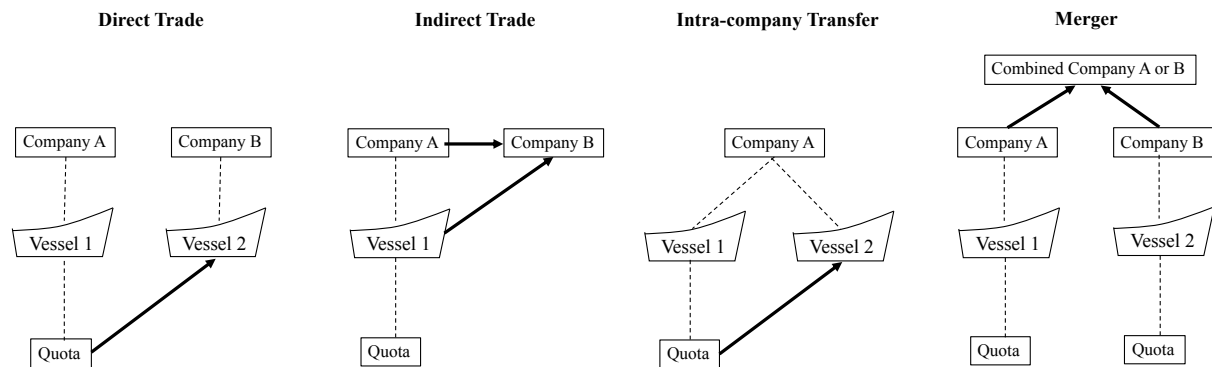 Direct Trade
Indirect Trade
Intra-company Transfer
Merger
Combined Company A or B
Company A
Company B
Company A
Company B
Company A
Company A
Company B
Vessel 1
Vessel 2
Vessel 1
Vessel 1
Vessel 2
Vessel 1
Vessel 2
Quota
Quota
Quota
Quota
Quota